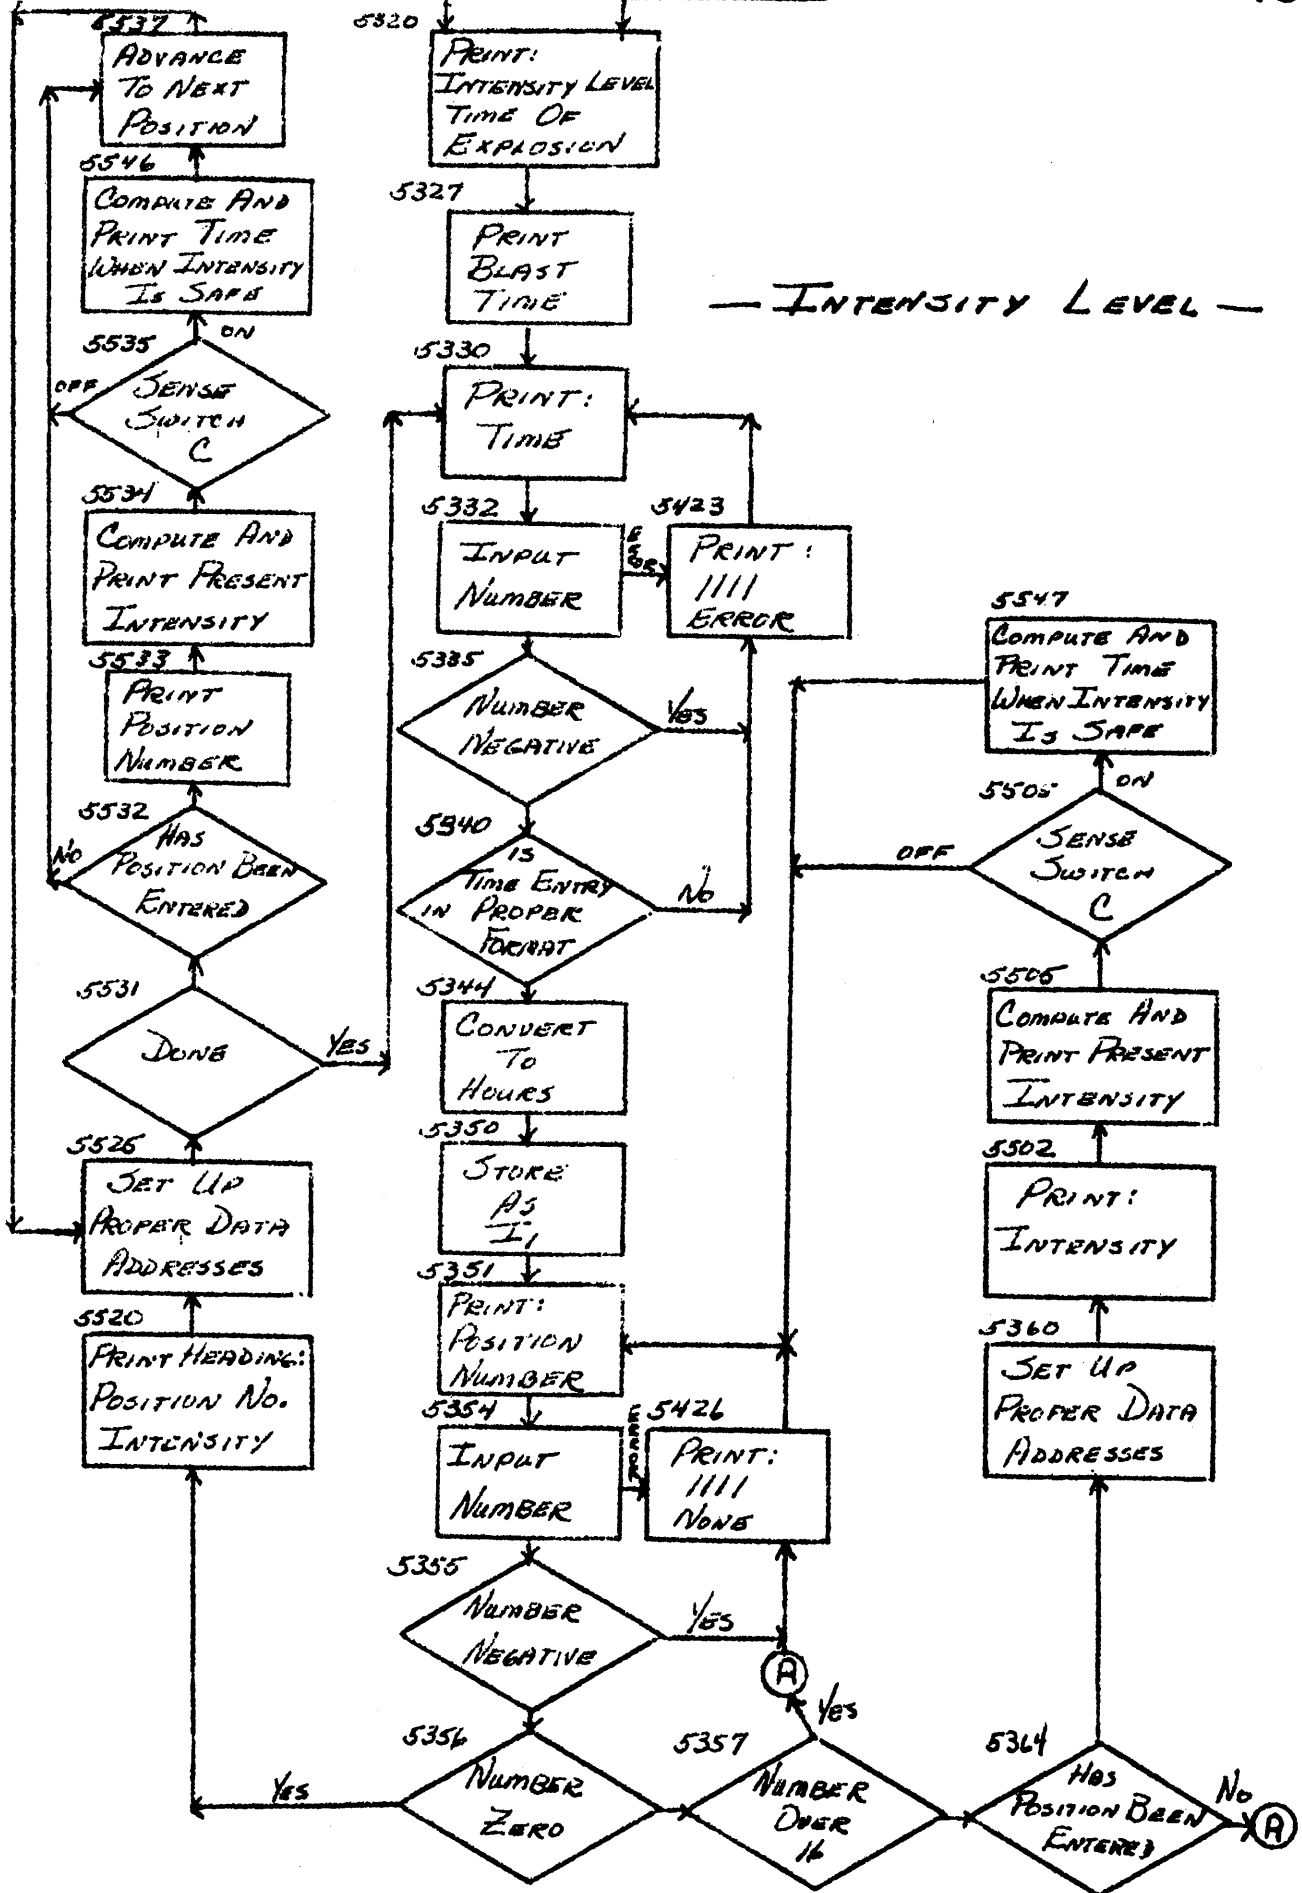 5537
ADVANCE
TO NEXT
POSITION
5546
COMPUTE AND
PRINT TIME
WHEN INTENSITY
IS SAFE
ON
5535
OFF
SENSE
SWITCH
C
5534
COMPUTE AND
PRINT PRESENT
INTENSITY
5533
PRINT
POSITION
NUMBER
5532
NO
HAS
POSITION BEEN
ENTERED
5531
DONE
YES
5525
SET UP
PROPER DATA
ADDRESSES
5520
PRINT HEADING:
POSITION NO.
INTENSITY
5320
PRINT:
INTENSITY LEVEL
TIME OF
EXPLOSION
5327
PRINT
BLAST
TIME
— INTENSITY LEVEL —
5330
PRINT:
TIME
5332
INPUT
NUMBER
ERROR
5423
PRINT:
1111
ERROR
5335
NUMBER
NEGATIVE
YES
5340
IS
TIME ENTRY
IN PROPER
FORMAT
NO
5344
CONVERT
TO
HOURS
5350
STORE
AS
I1
5351
PRINT:
POSITION
NUMBER
5354
INPUT
NUMBER
ERROR
5426
PRINT:
1111
NONE
5355
NUMBER
NEGATIVE
YES
A
5356
NUMBER
ZERO
YES
5357
NUMBER
OVER
16
YES
5364
HAS
POSITION BEEN
ENTERED
NO
A
5360
SET UP
PROPER DATA
ADDRESSES
5502
PRINT:
INTENSITY
5505
COMPUTE AND
PRINT PRESENT
INTENSITY
SENSE
SWITCH
C
OFF
ON
5547
COMPUTE AND
PRINT TIME
WHEN INTENSITY
IS SAFE